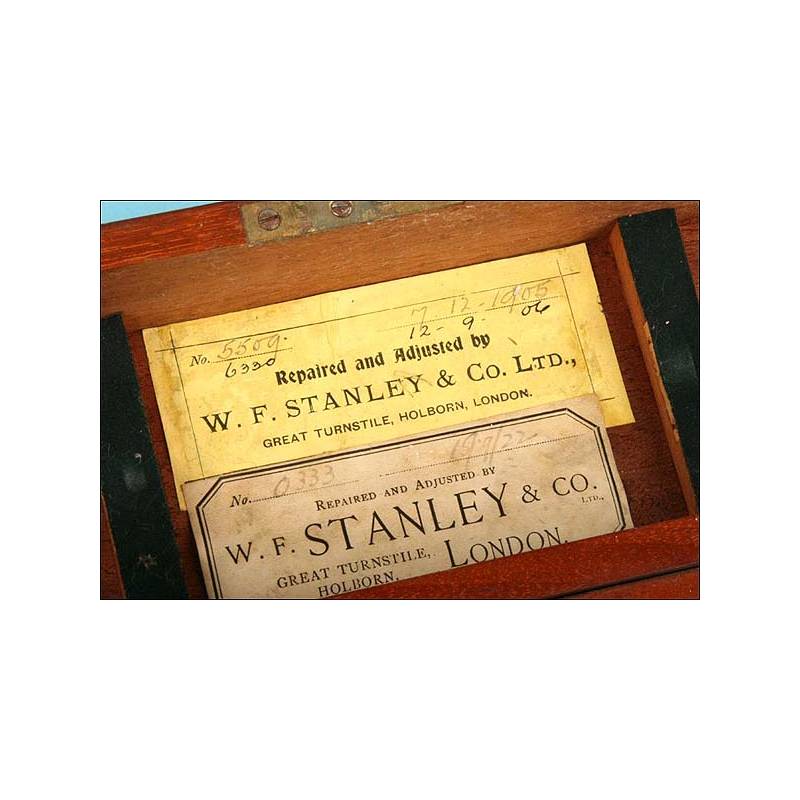 No. 5509. 7-12-1905
6330 12-9-06
Repaired and Adjusted by
W. F. STANLEY & CO. LTD.,
GREAT TURNSTILE, HOLBORN, LONDON.
No. 0333
REPAIRED AND ADJUSTED BY
W. F. STANLEY & CO. LTD.,
GREAT TURNSTILE, LONDON.
HOLBORN.